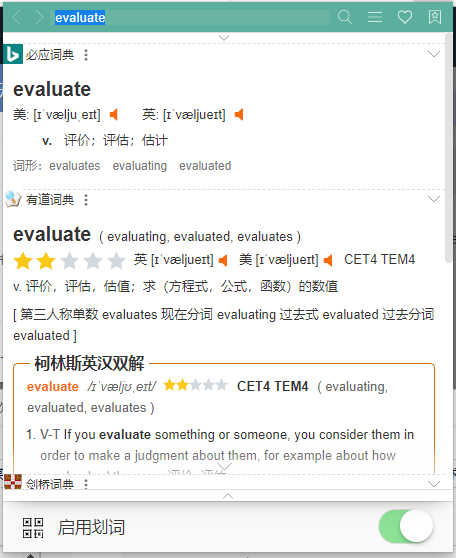 evaluate
必应词典
evaluate
美: [ɪˈvæljʊˌeɪt] 英: [ɪˈvæljueɪt]
v. 评价；评估；估计
词形: evaluates evaluating evaluated
有道词典
evaluate ( evaluating, evaluated, evaluates )
英 [ɪˈvæljueɪt] 美 [ɪˈvæljueɪt] CET4 TEM4
v. 评价，评估，估值；求（方程式，公式，函数）的数值
[ 第三人称单数 evaluates 现在分词 evaluating 过去式 evaluated 过去分词
evaluated ]
柯林斯英汉双解
evaluate /ɪˈvæljʊˌeɪt/ CET4 TEM4 ( evaluating,
evaluated, evaluates )
1. V-T If you evaluate something or someone, you consider them in
order to make a judgment about them, for example about how
剑桥词典
启用划词